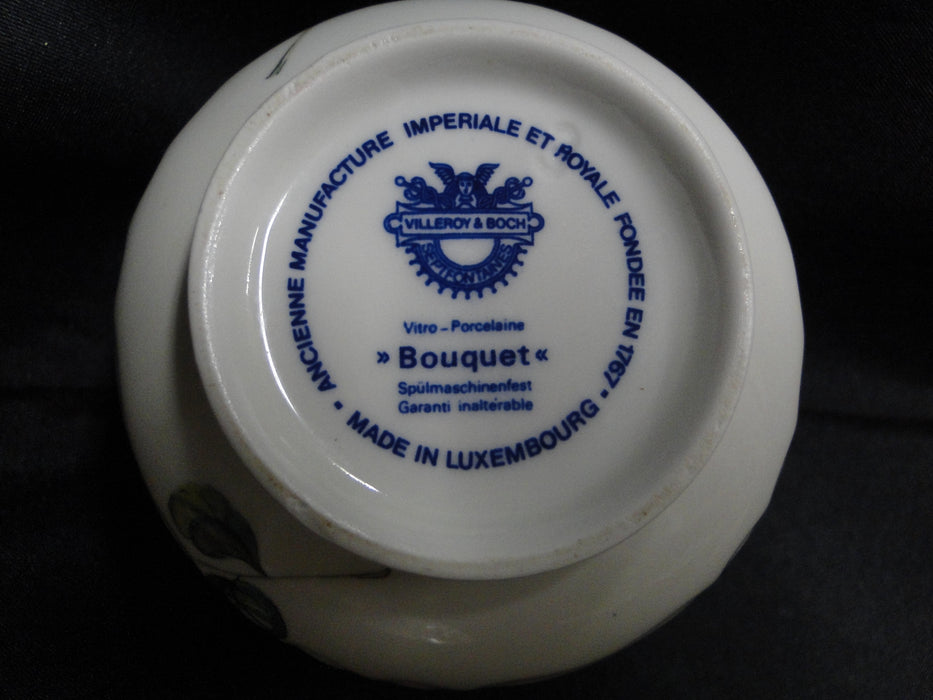 ANCIENNE MANUFACTURE IMPERIALE ET ROYALE FONDEE EN 1767 •
VILLEROY & BOCH
SEPTFONTAINES
Vitro-Porcelaine
» Bouquet «
Spülmaschinenfest
Garanti inaltérable
• MADE IN LUXEMBOURG